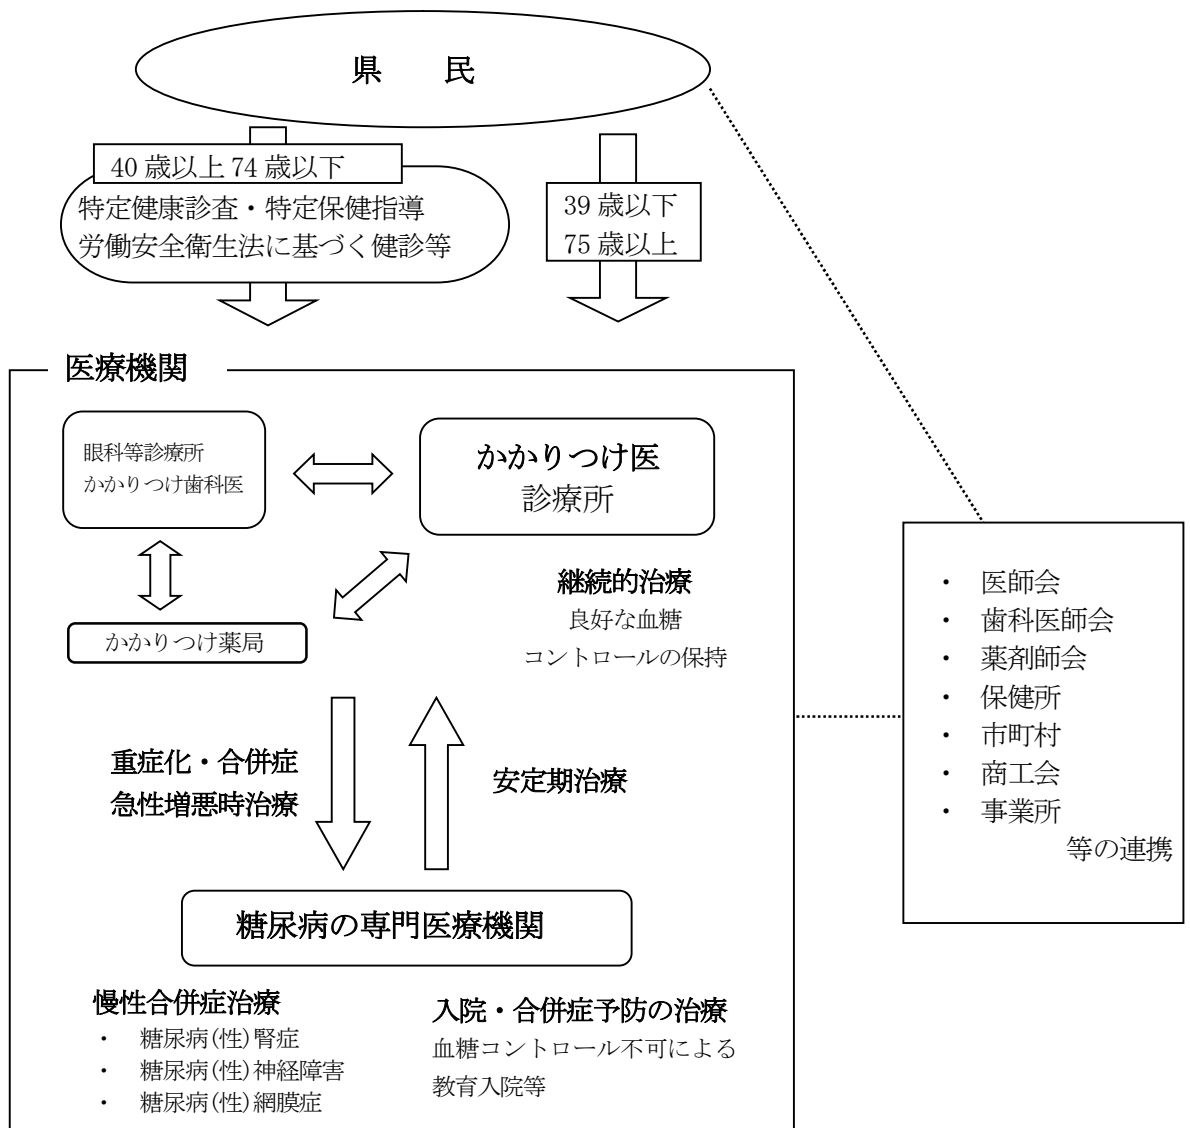 県　　民
40 歳以上 74 歳以下
特定健康診査・特定保健指導
労働安全衛生法に基づく健診等
39 歳以下
75 歳以上
医療機関
眼科等診療所
かかりつけ歯科医
かかりつけ医
診療所
継続的治療
良好な血糖
コントロールの保持
かかりつけ薬局
重症化・合併症
急性増悪時治療
安定期治療
糖尿病の専門医療機関
慢性合併症治療
・ 糖尿病(性)腎症
・ 糖尿病(性)神経障害
・ 糖尿病(性)網膜症
入院・合併症予防の治療
血糖コントロール不可による
教育入院等
・ 医師会
・ 歯科医師会
・ 薬剤師会
・ 保健所
・ 市町村
・ 商工会
・ 事業所
等の連携